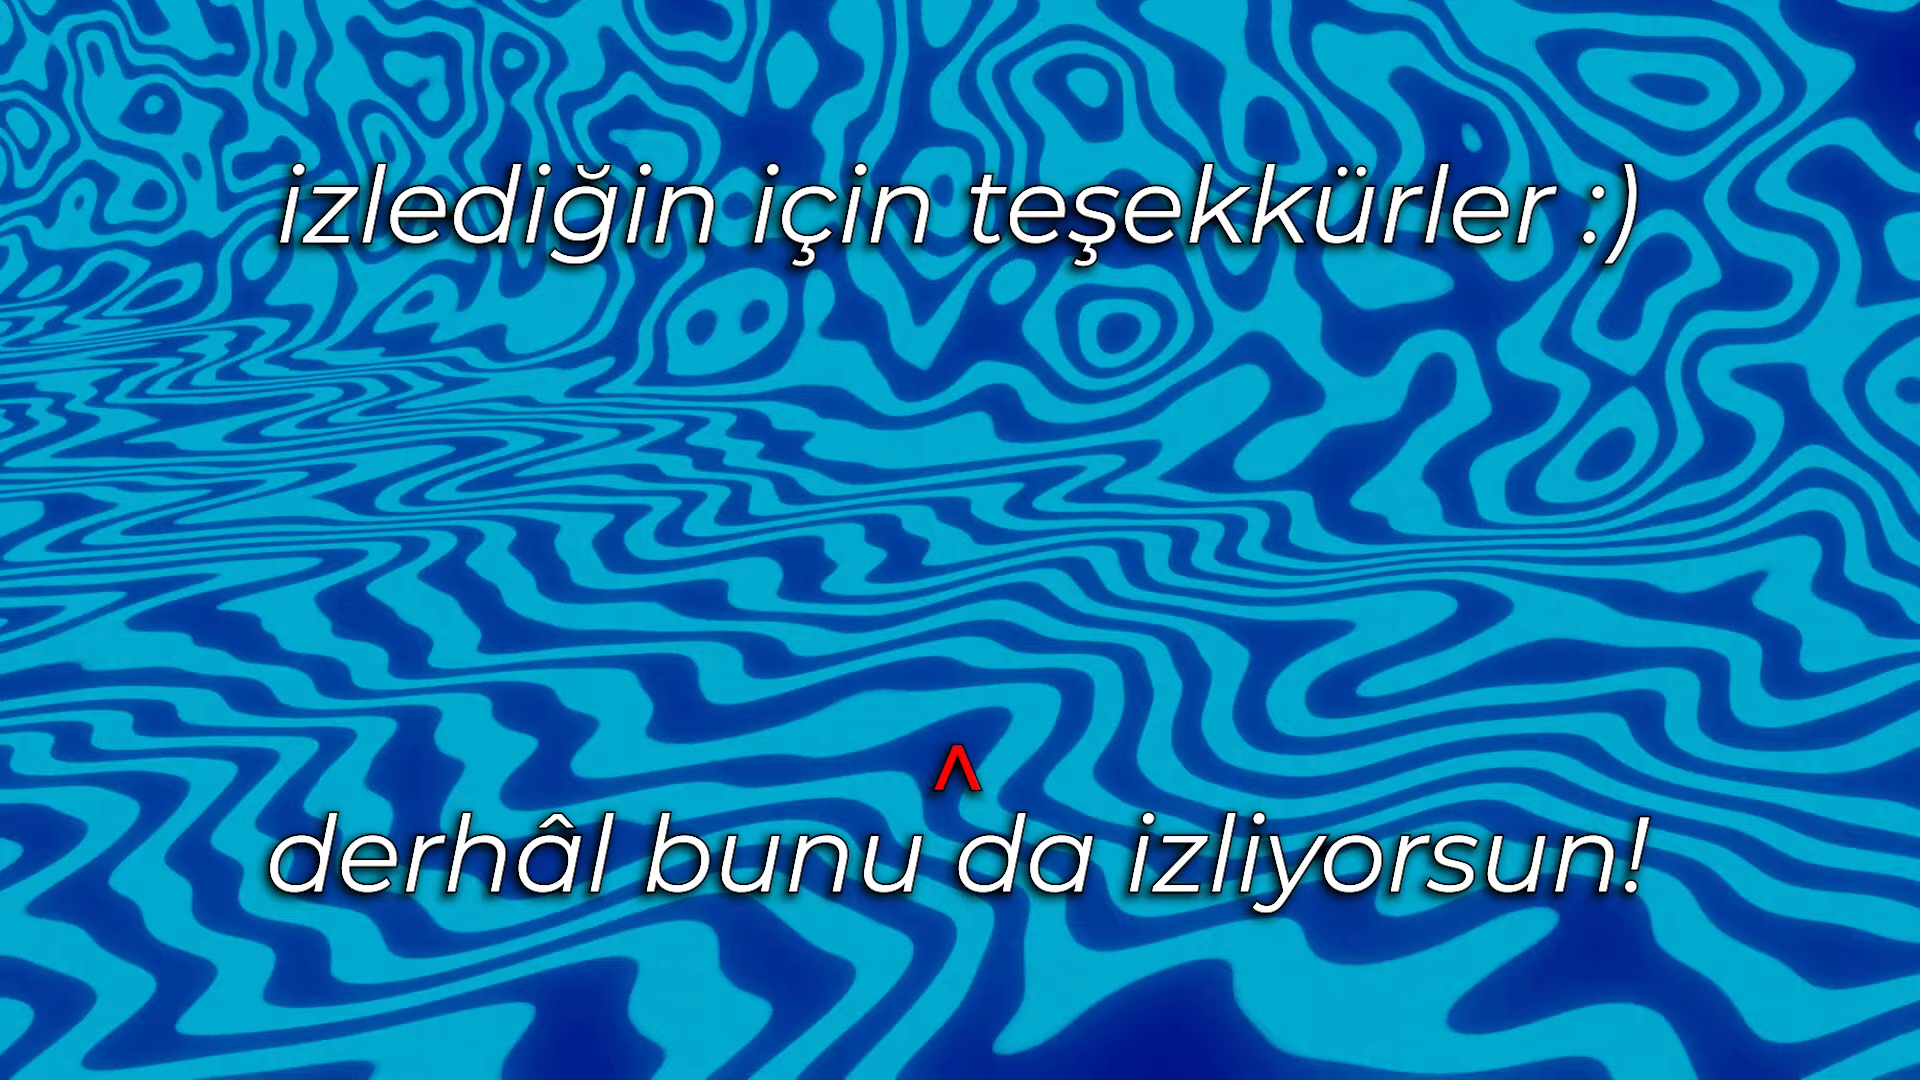 izlediğin için teşekkürler :)
^
derhâl bunu da izliyorsun!